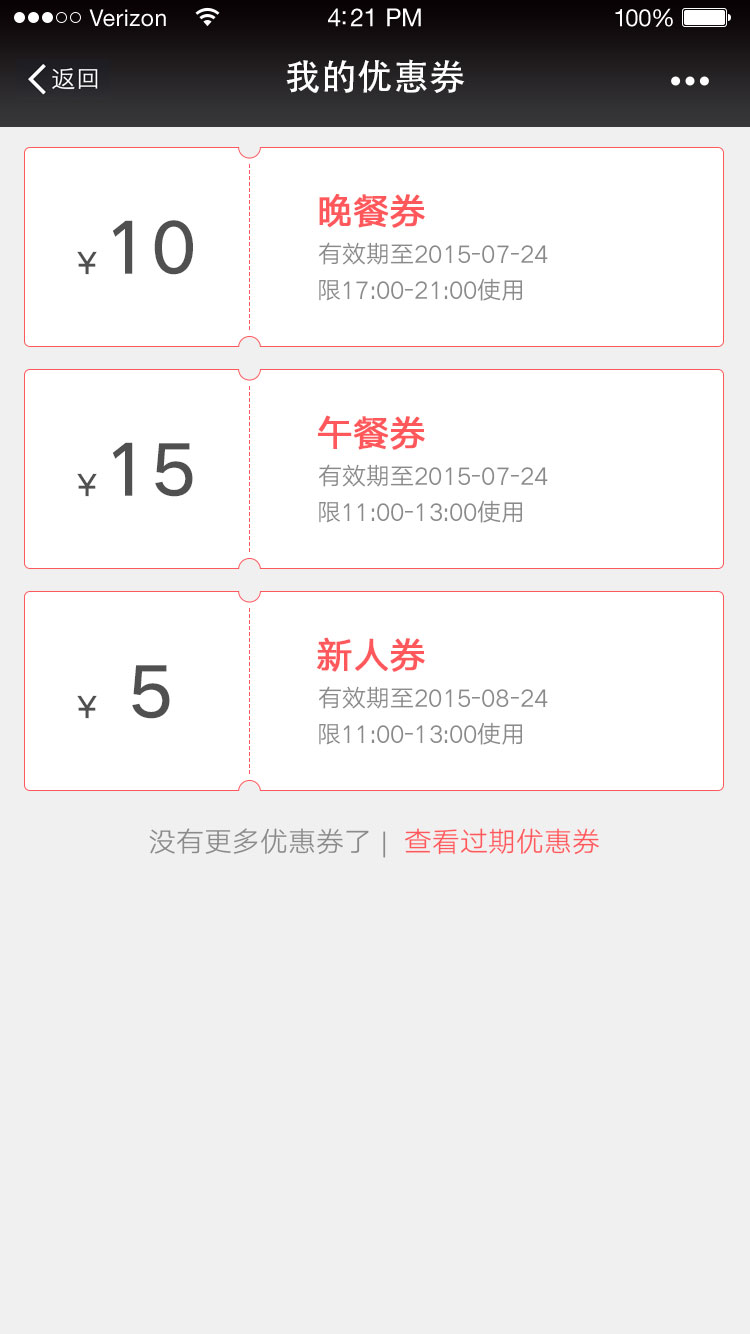 Verizon 4:21 PM 100%
返回 我的优惠券
¥10
晚餐券
有效期至2015-07-24
限17:00-21:00使用
¥15
午餐券
有效期至2015-07-24
限11:00-13:00使用
¥ 5
新人券
有效期至2015-08-24
限11:00-13:00使用
没有更多优惠券了 | 查看过期优惠券